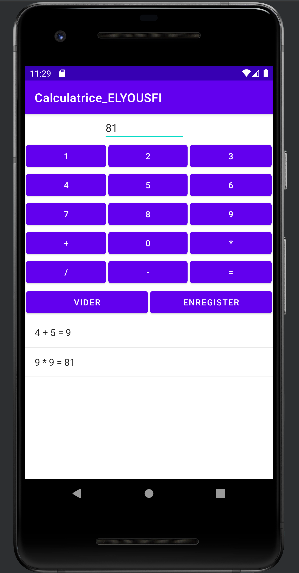 11:29
Calculatrice_ELYOUSFI
81
1 2 3
4 5 6
7 8 9
+ 0 *
/ - =
VIDER ENREGISTER
4 + 5 = 9
9 * 9 = 81